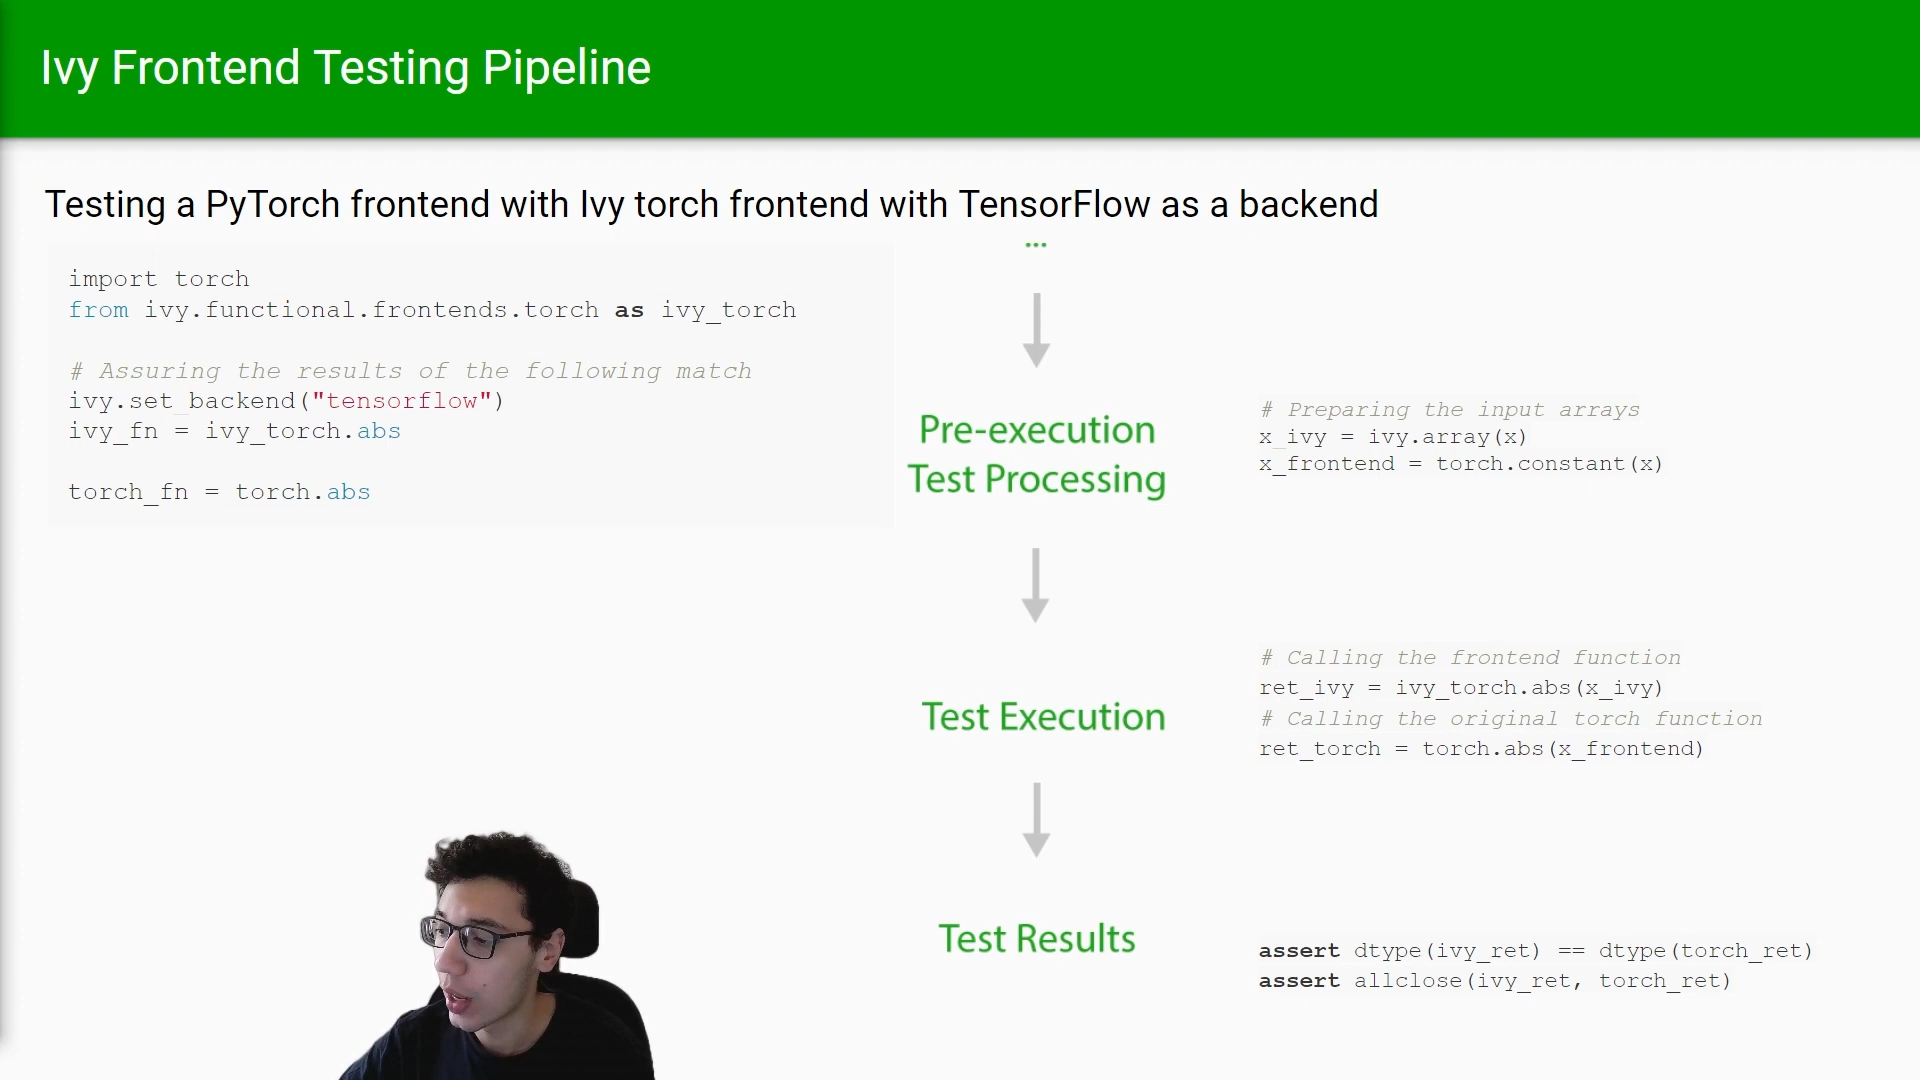 Ivy Frontend Testing Pipeline
Testing a PyTorch frontend with Ivy torch frontend with TensorFlow as a backend
import torch
from ivy.functional.frontends.torch as ivy_torch
# Assuring the results of the following match
ivy.set_backend("tensorflow")
ivy_fn = ivy_torch.abs
torch_fn = torch.abs
...
Pre-execution
Test Processing
# Preparing the input arrays
x_ivy = ivy.array(x)
x_frontend = torch.constant(x)
Test Execution
# Calling the frontend function
ret_ivy = ivy_torch.abs(x_ivy)
# Calling the original torch function
ret_torch = torch.abs(x_frontend)
Test Results
assert dtype(ivy_ret) == dtype(torch_ret)
assert allclose(ivy_ret, torch_ret)